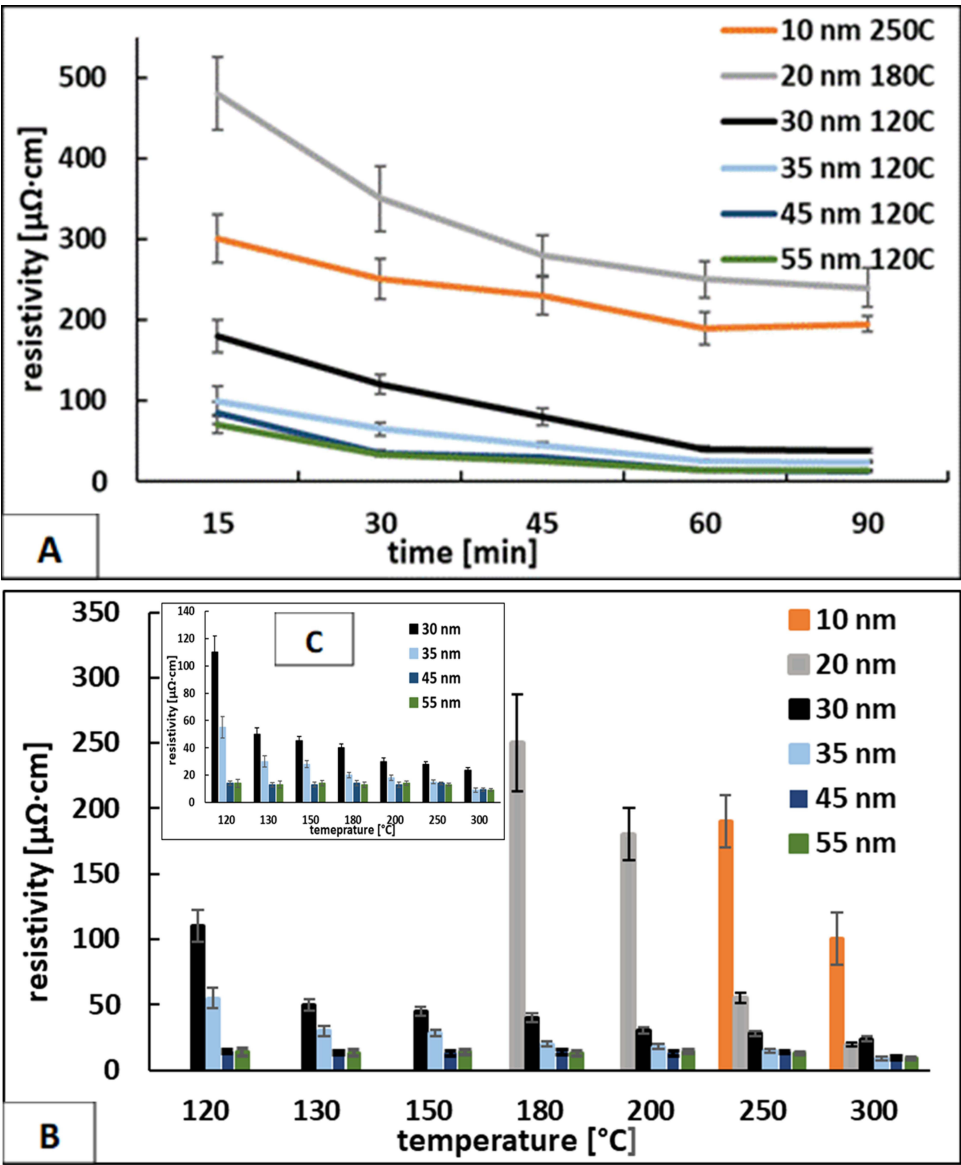 10 nm 250C
20 nm 180C
30 nm 120C
35 nm 120C
45 nm 120C
55 nm 120C
resistivity [μΩ·cm]
500
400
300
200
100
0
15 30 45 60 90
time [min]
A
350
300
250
200
150
100
50
0
resistivity [μΩ·cm]
10 nm
20 nm
30 nm
35 nm
45 nm
55 nm
120 130 150 180 200 250 300
temperature [°C]
B
140
120
100
80
60
40
20
0
resistivity [μΩ·cm]
C
30 nm
35 nm
45 nm
55 nm
120 130 150 180 200 250 300
temeprature [°C]